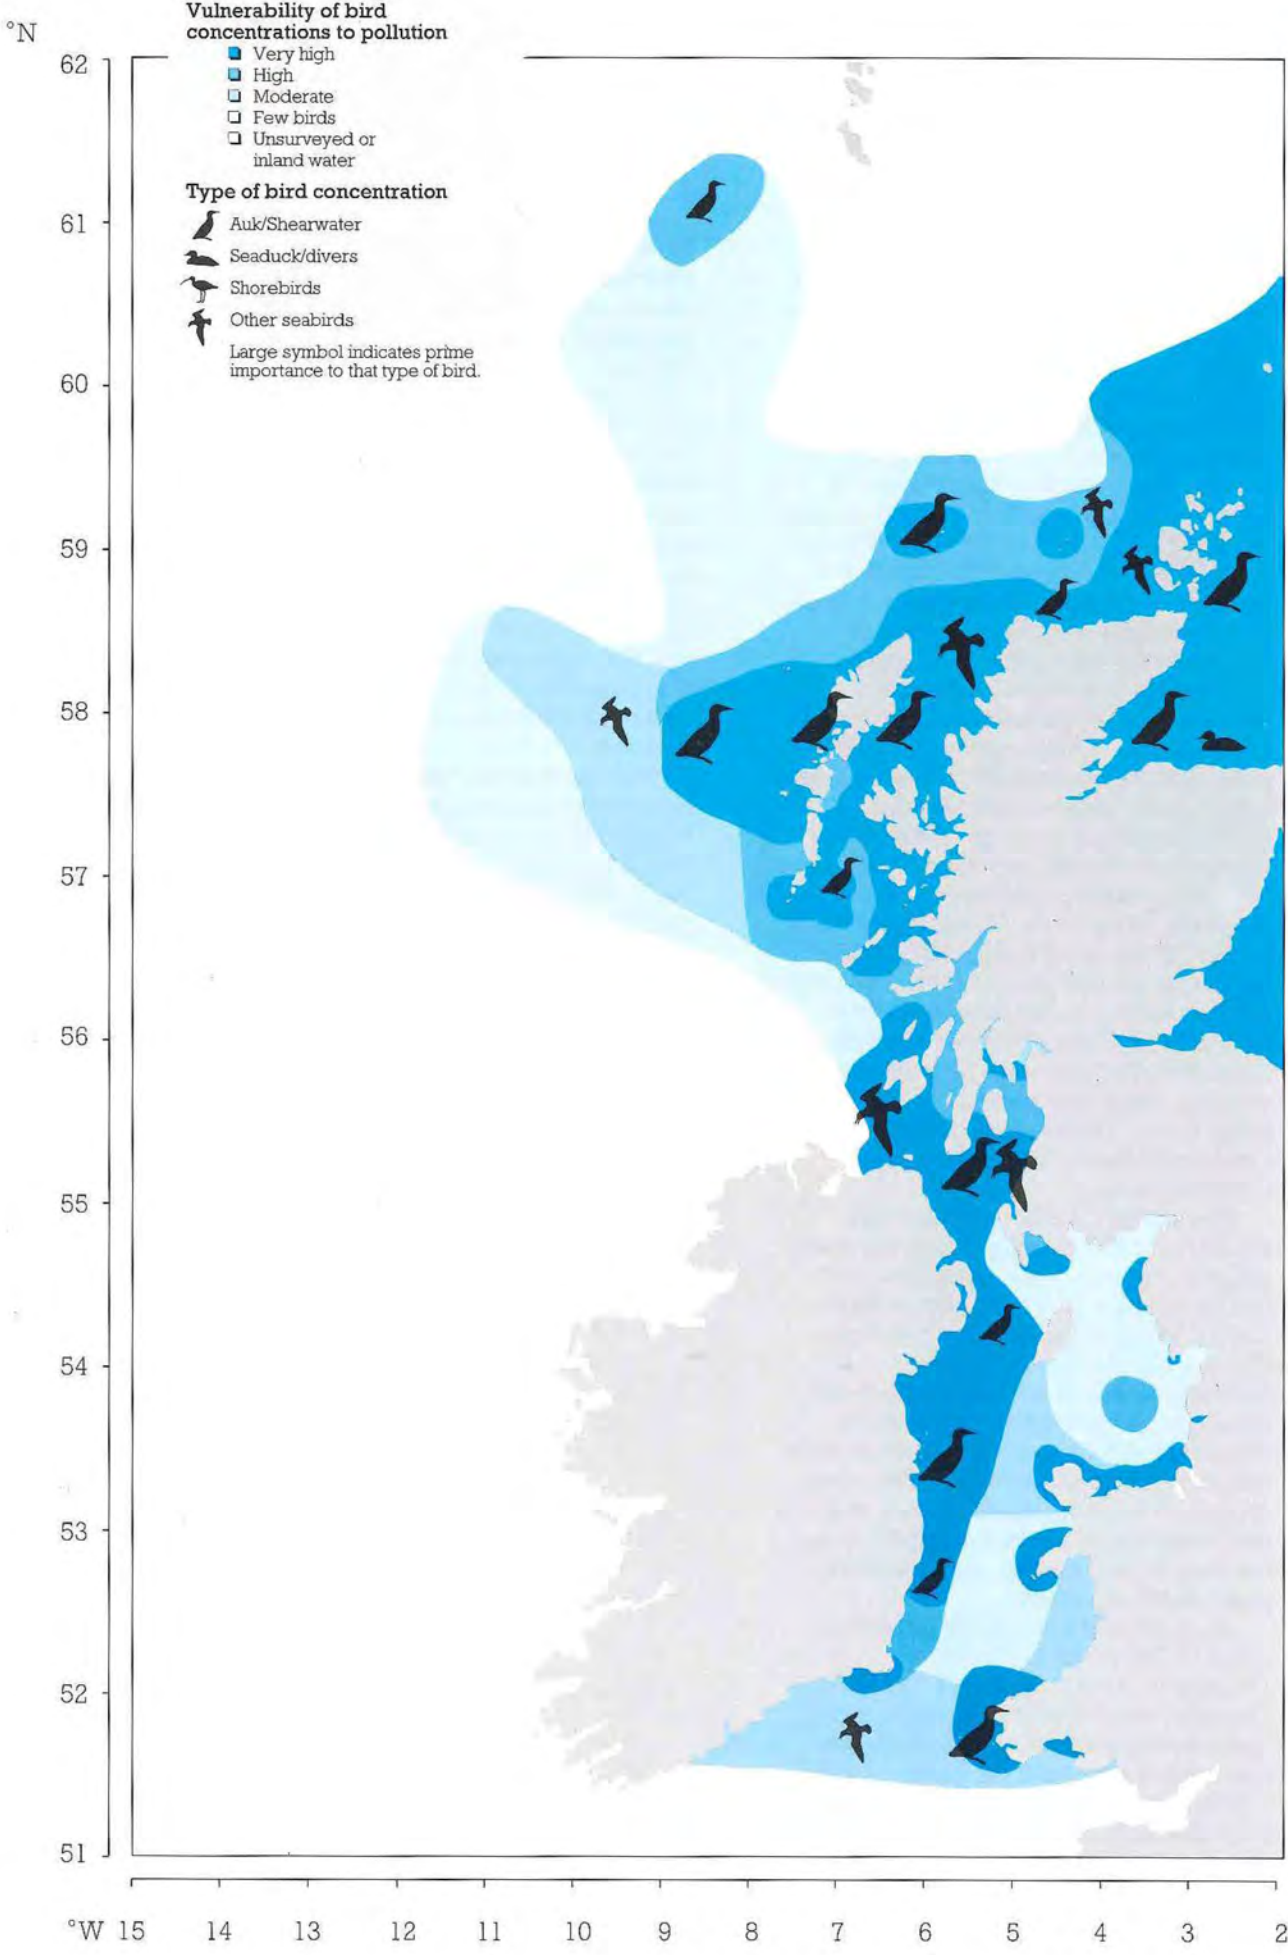 Vulnerability of bird
concentrations to pollution
Very high
High
Moderate
Few birds
Unsurveyed or
inland water
Type of bird concentration
Auk/Shearwater
Seaduck/divers
Shorebirds
Other seabirds
Large symbol indicates prime
importance to that type of bird.
°N
62
61
60
59
58
57
56
55
54
53
52
51
°W 15 14 13 12 11 10 9 8 7 6 5 4 3 2